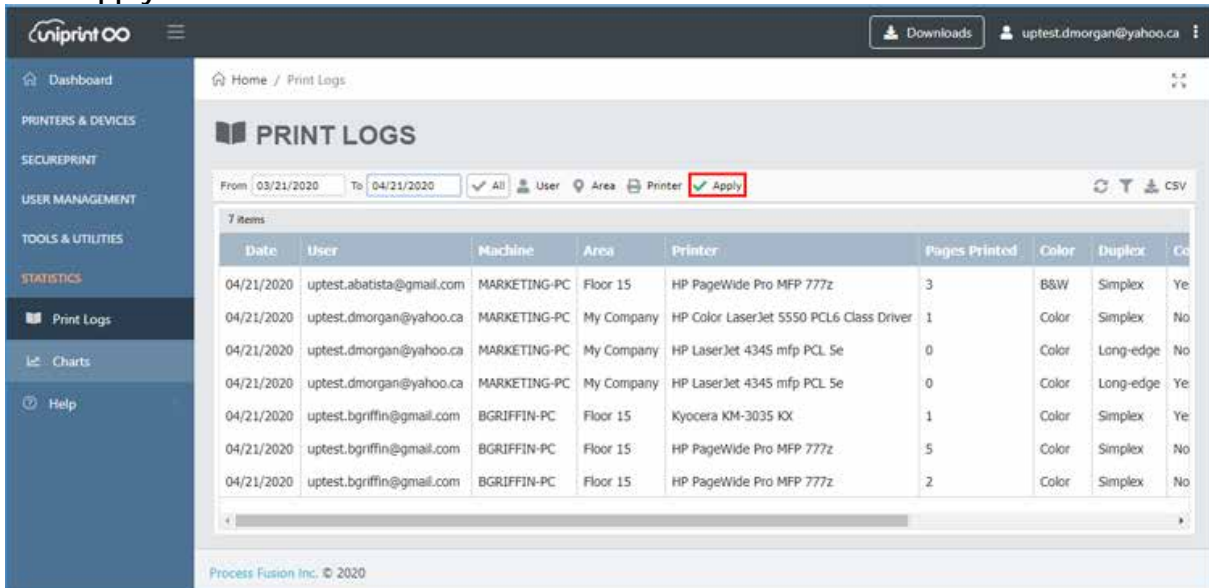 uniprint
Downloads
uptest.dmorgan@yahoo.ca
Dashboard
PRINTERS & DEVICES
SECUREPRINT
USER MANAGEMENT
TOOLS & UTILITIES
STATISTICS
Print Logs
Charts
Help
Home / Print Logs
PRINT LOGS
From 03/21/2020 To 04/21/2020 All User Area Printer Apply CSV
7 items
Date User Machine Area Printer Pages Printed Color Duplex Co
04/21/2020 uptest.abatista@gmail.com MARKETING-PC Floor 15 HP PageWide Pro MFP 777z 3 B&W Simplex Ye
04/21/2020 uptest.dmorgan@yahoo.ca MARKETING-PC My Company HP Color LaserJet 5550 PCL6 Class Driver 1 Color Simplex No
04/21/2020 uptest.dmorgan@yahoo.ca MARKETING-PC My Company HP LaserJet 4345 mfp PCL 5e 0 Color Long-edge No
04/21/2020 uptest.dmorgan@yahoo.ca MARKETING-PC My Company HP LaserJet 4345 mfp PCL 5e 0 Color Long-edge Ye
04/21/2020 uptest.bgriffin@gmail.com BGRIFFIN-PC Floor 15 Kyocera KM-3035 KX 1 Color Simplex Ye
04/21/2020 uptest.bgriffin@gmail.com BGRIFFIN-PC Floor 15 HP PageWide Pro MFP 777z 5 Color Simplex No
04/21/2020 uptest.bgriffin@gmail.com BGRIFFIN-PC Floor 15 HP PageWide Pro MFP 777z 2 Color Simplex No
Process Fusion Inc. © 2020